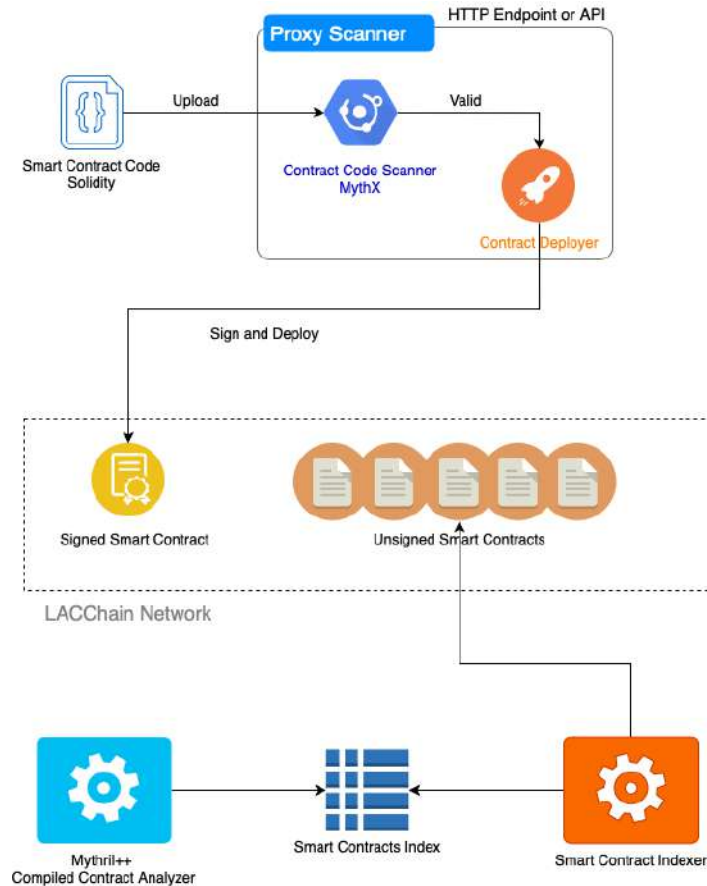 HTTP Endpoint or API
Proxy Scanner
Upload
Valid
Smart Contract Code
Solidity
Contract Code Scanner
MythX
Contract Deployer
Sign and Deploy
Signed Smart Contract
Unsigned Smart Contracts
LACChain Network
Smart Contracts Index
Mythril++
Compiled Contract Analyzer
Smart Contract Indexer